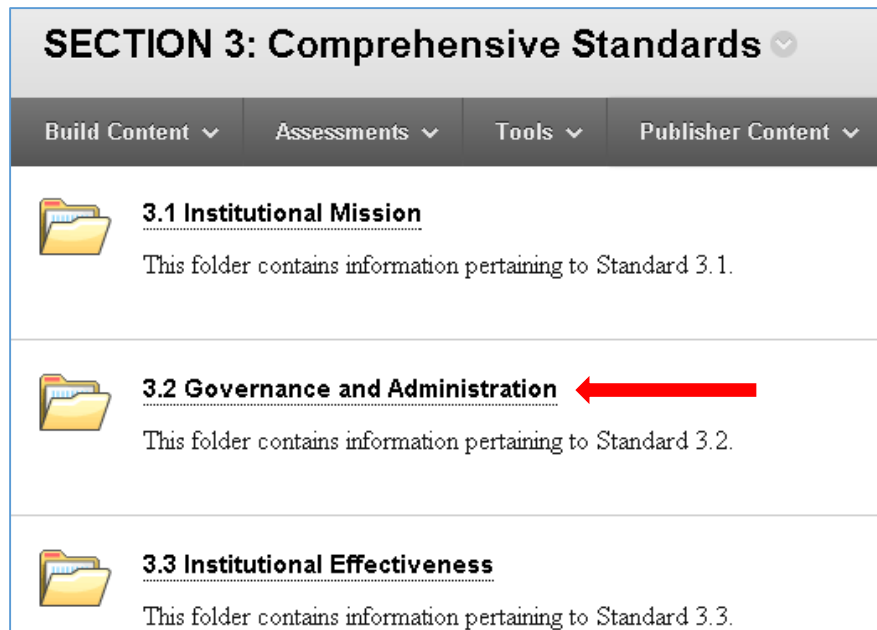 SECTION 3: Comprehensive Standards
Build Content Assessments Tools Publisher Content
3.1 Institutional Mission
This folder contains information pertaining to Standard 3.1.
3.2 Governance and Administration
This folder contains information pertaining to Standard 3.2.
3.3 Institutional Effectiveness
This folder contains information pertaining to Standard 3.3.